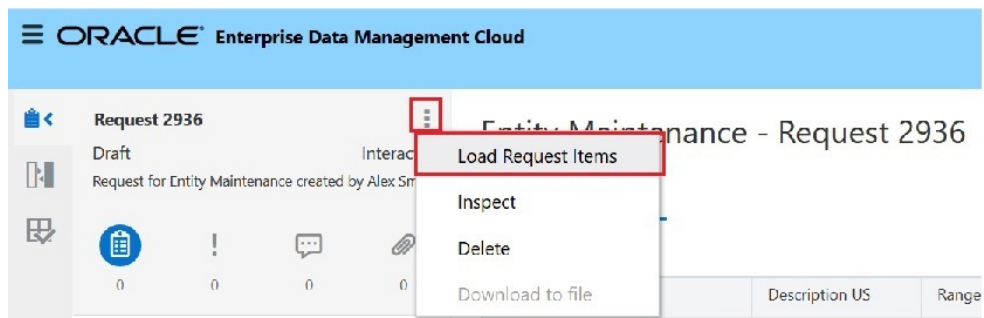 ORACLE Enterprise Data Management Cloud
Request 2936
Entity Maintenance - Request 2936
Draft
Interac
Request for Entity Maintenance created by Alex Sm
Load Request Items
Inspect
Delete
Download to file
0 0 0 0
Description US Range